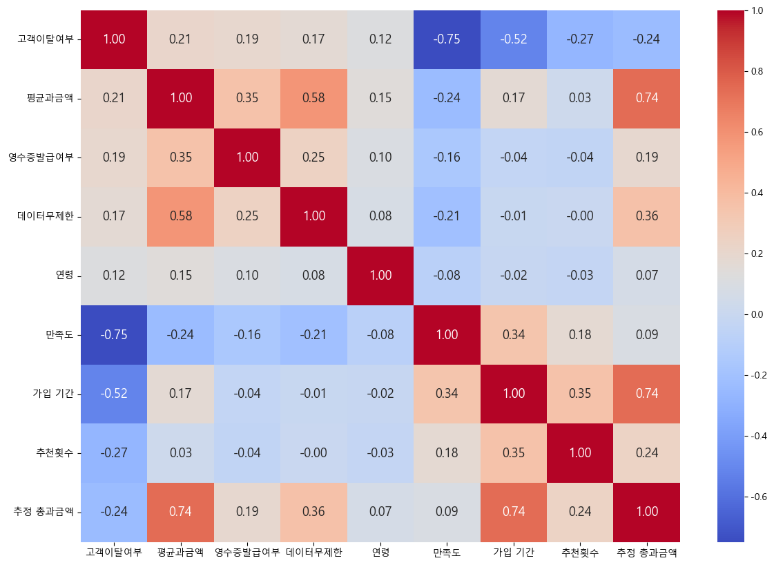 고객이탈여부 1.00 0.21 0.19 0.17 0.12 -0.75 -0.52 -0.27 -0.24
평균과금액 0.21 1.00 0.35 0.58 0.15 -0.24 0.17 0.03 0.74
영수증발급여부 0.19 0.35 1.00 0.25 0.10 -0.16 -0.04 -0.04 0.19
데이터무제한 0.17 0.58 0.25 1.00 0.08 -0.21 -0.01 -0.00 0.36
연령 0.12 0.15 0.10 0.08 1.00 -0.08 -0.02 -0.03 0.07
만족도 -0.75 -0.24 -0.16 -0.21 -0.08 1.00 0.34 0.18 0.09
가입 기간 -0.52 0.17 -0.04 -0.01 -0.02 0.34 1.00 0.35 0.74
추천횟수 -0.27 0.03 -0.04 -0.00 -0.03 0.18 0.35 1.00 0.24
추정 총과금액 -0.24 0.74 0.19 0.36 0.07 0.09 0.74 0.24 1.00
고객이탈여부 평균과금액 영수증발급여부 데이터무제한 연령 만족도 가입 기간 추천횟수 추정 총과금액
1.0
0.8
0.6
0.4
0.2
0.0
-0.2
-0.4
-0.6